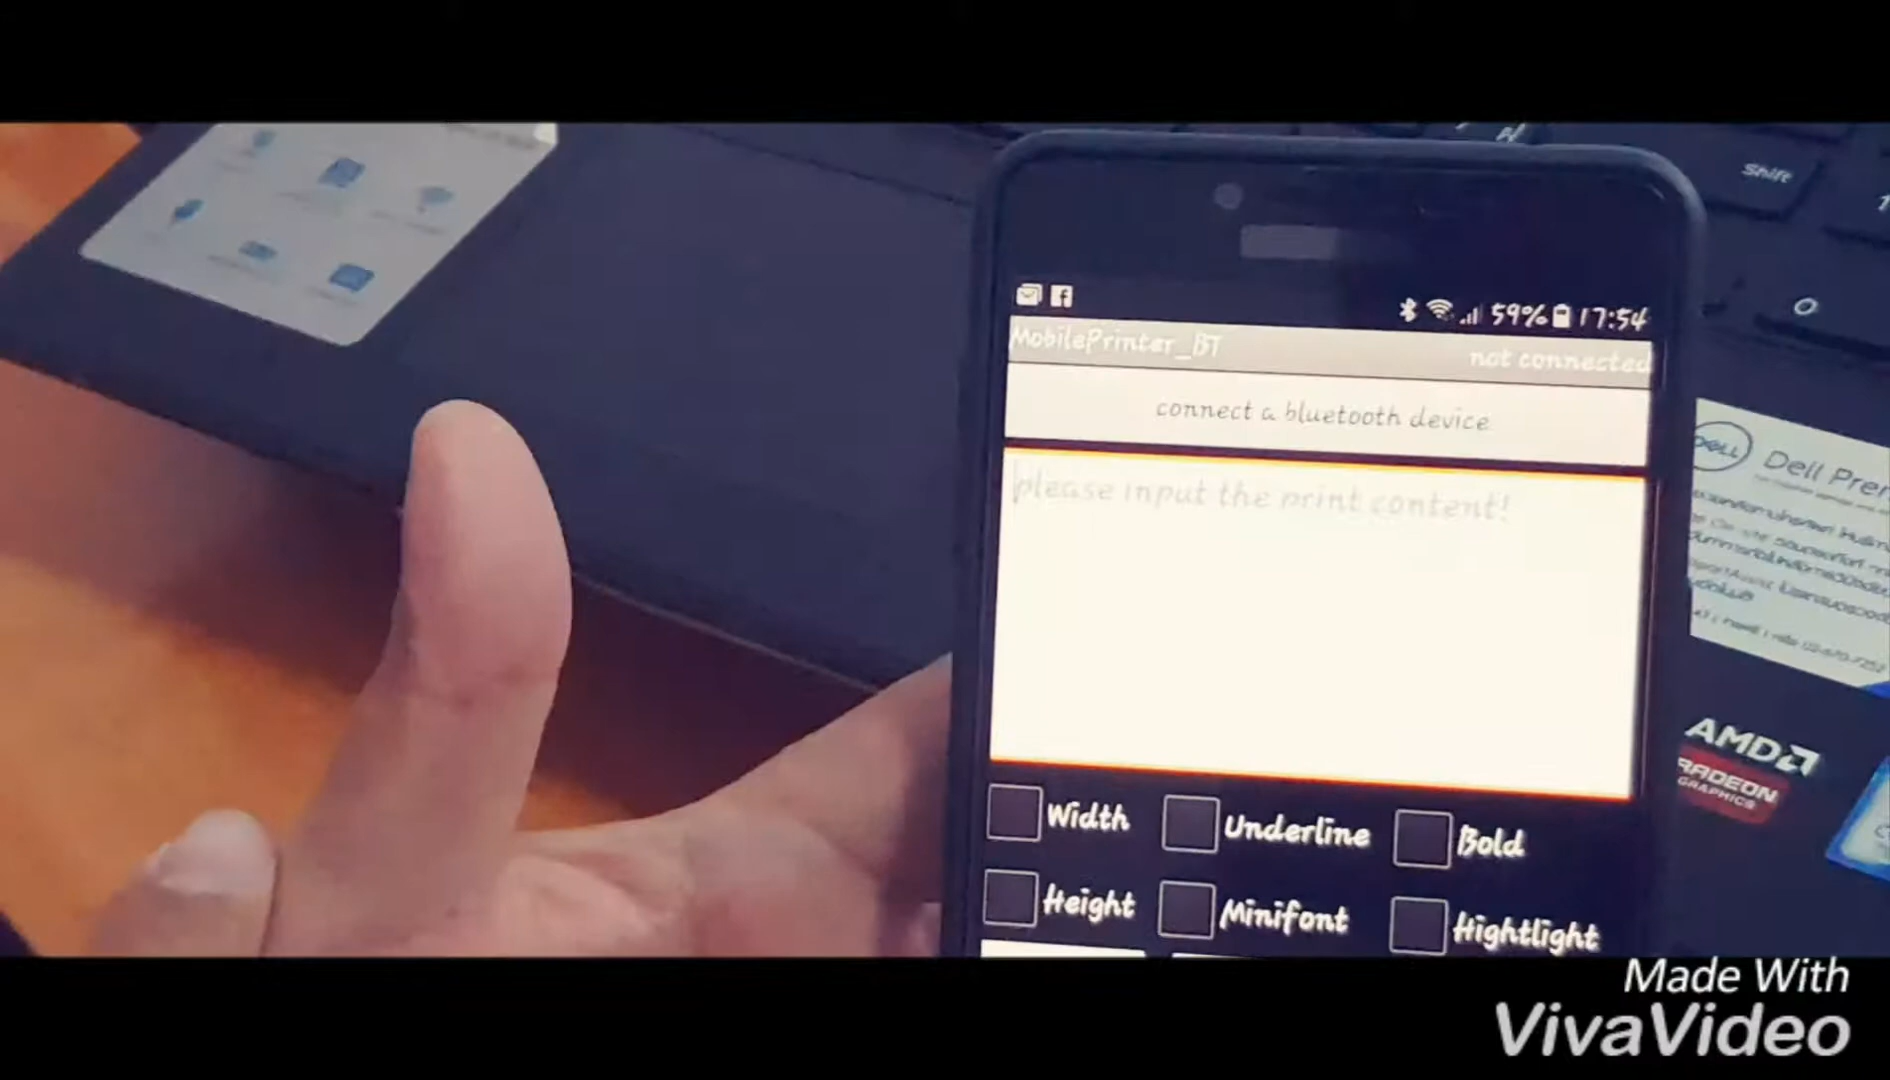 Shift
59% 17:54
MobilePrinter_BT
not connected
connect a bluetooth device
please input the print content!
Width
Underline
Bold
Height
Minifont
Hightlight
DELL
Dell
AMD
RADEON
GRAPHICS
Made With
VivaVideo